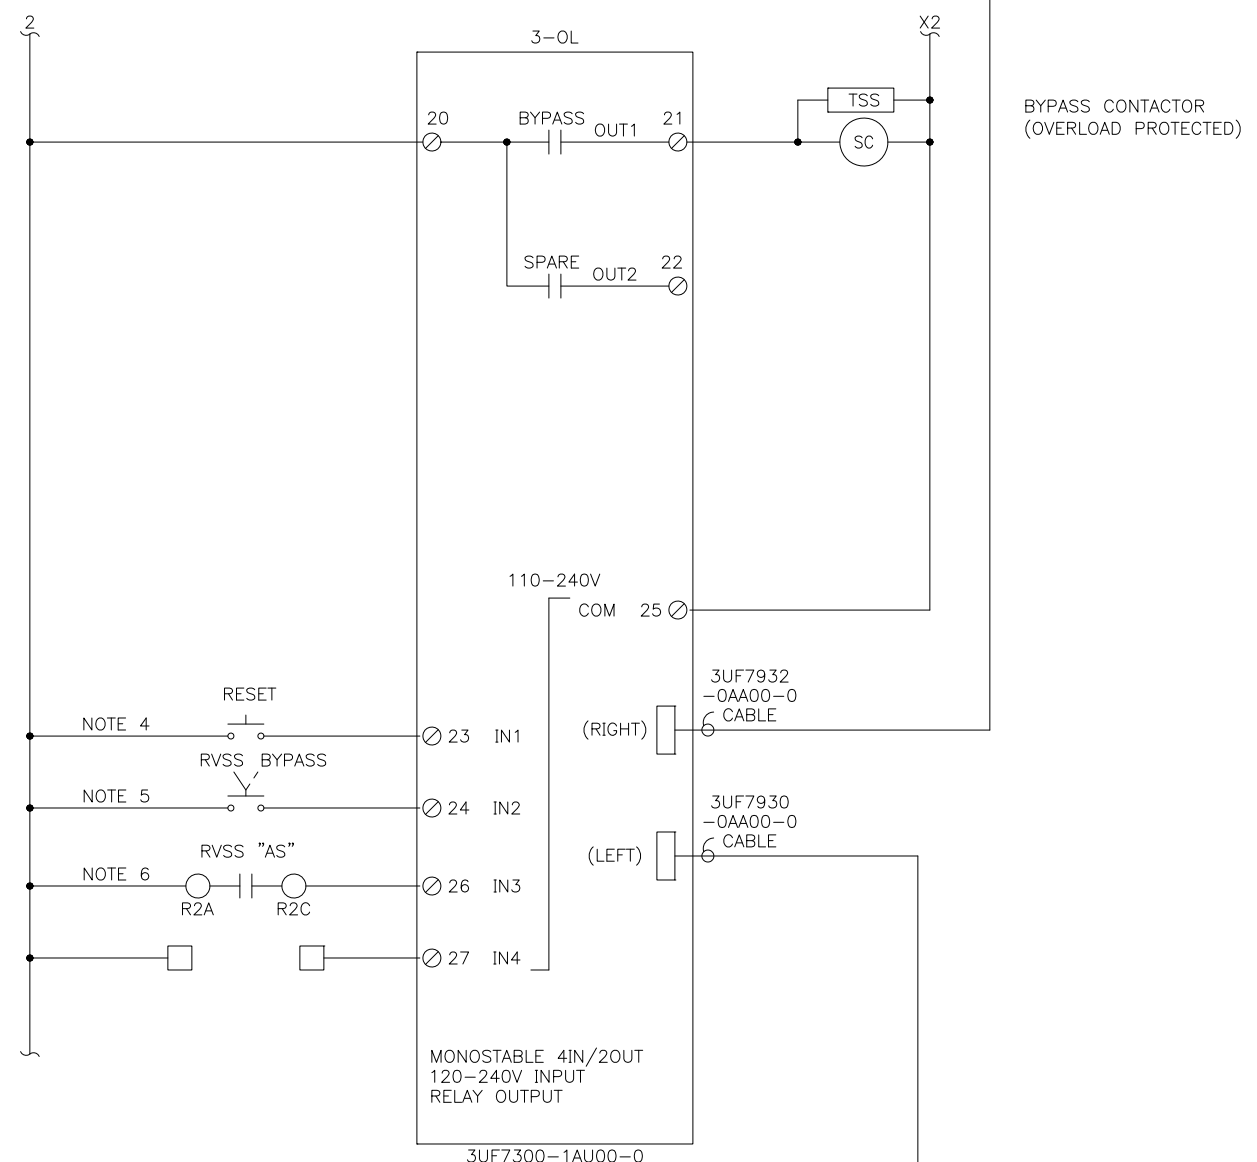 2
X2
3-OL
TSS
BYPASS CONTACTOR
(OVERLOAD PROTECTED)
20
BYPASS
OUT1
21
SC
SPARE
OUT2
22
110-240V
COM
25
3UF7932
-0AA00-0
CABLE
(RIGHT)
RESET
NOTE 4
23
IN1
RVSS
BYPASS
NOTE 5
24
IN2
3UF7930
-0AA00-0
CABLE
(LEFT)
RVSS "AS"
NOTE 6
26
IN3
R2A
R2C
27
IN4
MONOSTABLE 4IN/2OUT
120-240V INPUT
RELAY OUTPUT
3UF7300-1AU00-0